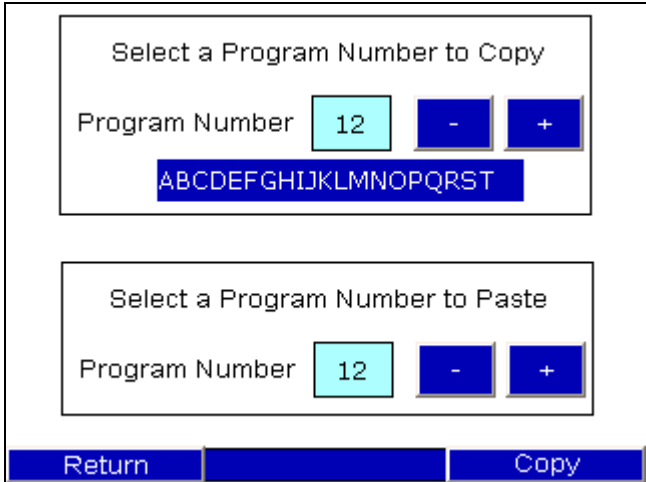 Select a Program Number to Copy
Program Number 12 - +
ABCDEFGHIJKLMNOPQRST
Select a Program Number to Paste
Program Number 12 - +
Return Copy